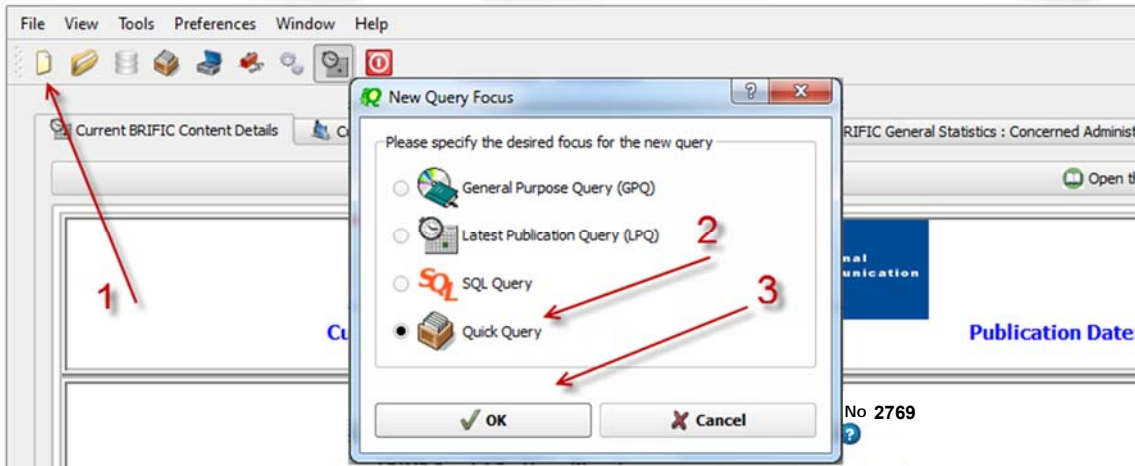 File View Tools Preferences Window Help
New Query Focus
Current BRIFIC Content Details
RIFIC General Statistics : Concerned Administ
Please specify the desired focus for the new query
Open th
General Purpose Query (GPQ)
Latest Publication Query (LPQ)
2
nal
unication
SQL
SQL Query
3
1
Quick Query
Publication Date:
OK
Cancel
No 2769